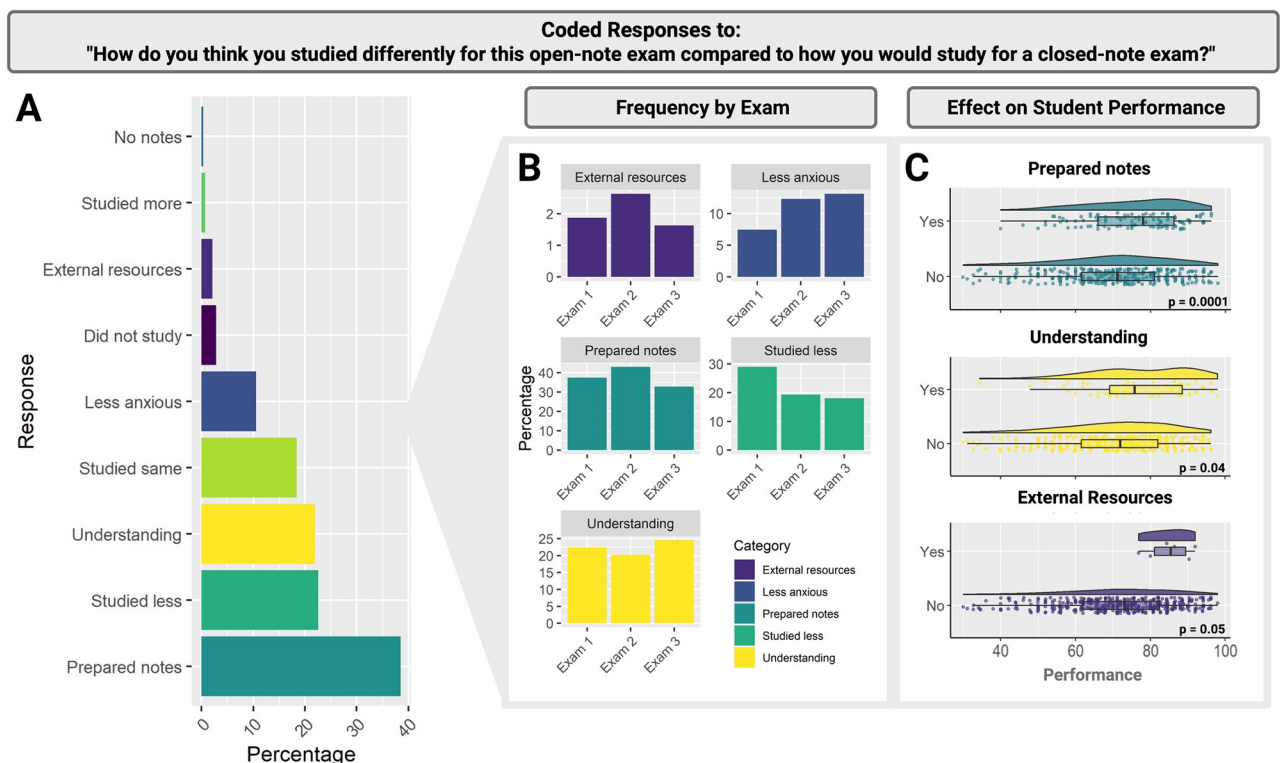 Coded Responses to:
"How do you think you studied differently for this open-note exam compared to how you would study for a closed-note exam?"
A
Response
No notes
Studied more
External resources
Did not study
Less anxious
Studied same
Understanding
Studied less
Prepared notes
0 10 20 30 40
Percentage
Frequency by Exam
B
Percentage
External resources
2
1
0
Exam 1 Exam 2 Exam 3
Less anxious
10
5
0
Exam 1 Exam 2 Exam 3
Prepared notes
40
30
20
10
0
Exam 1 Exam 2 Exam 3
Studied less
30
20
10
0
Exam 1 Exam 2 Exam 3
Understanding
25
20
15
10
5
0
Exam 1 Exam 2 Exam 3
Category
External resources
Less anxious
Prepared notes
Studied less
Understanding
Effect on Student Performance
C
Prepared notes
Yes
No
p = 0.0001
Understanding
Yes
No
p = 0.04
External Resources
Yes
No
p = 0.05
40 60 80 100
Performance